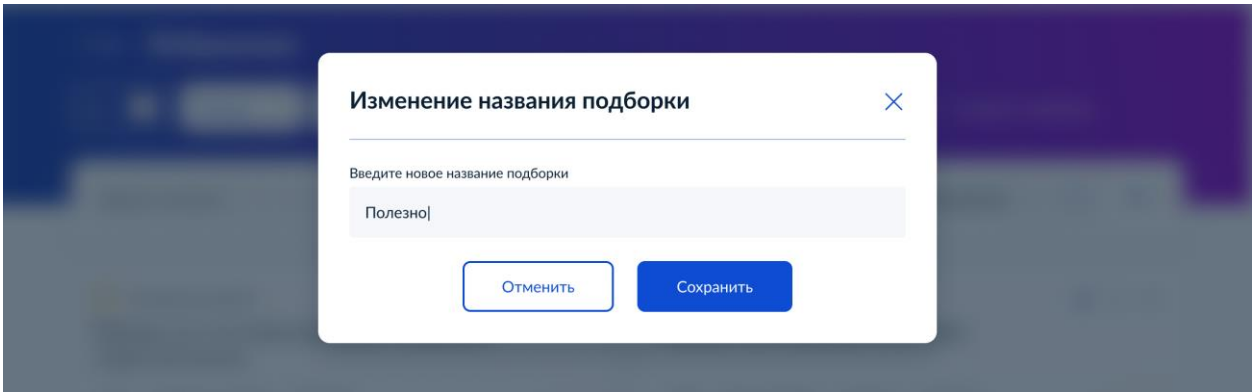 Изменение названия подборки
Введите новое название подборки
Полезно
Отменить
Сохранить